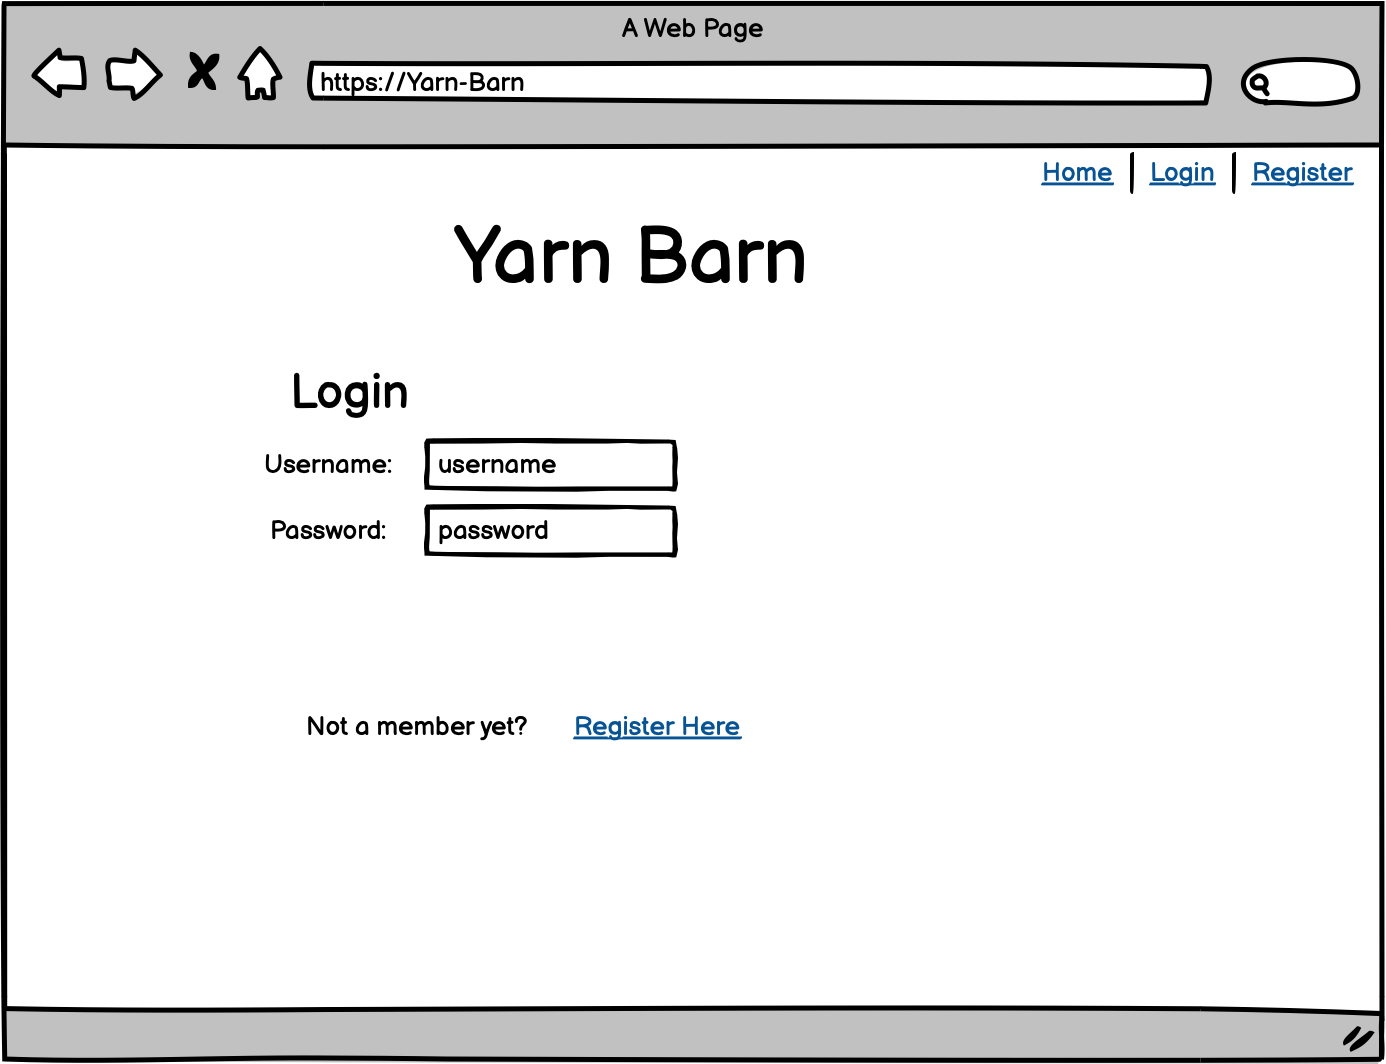 A Web Page
https://Yarn-Barn
Home | Login | Register
Yarn Barn
Login
Username: username
Password: password
Not a member yet? Register Here